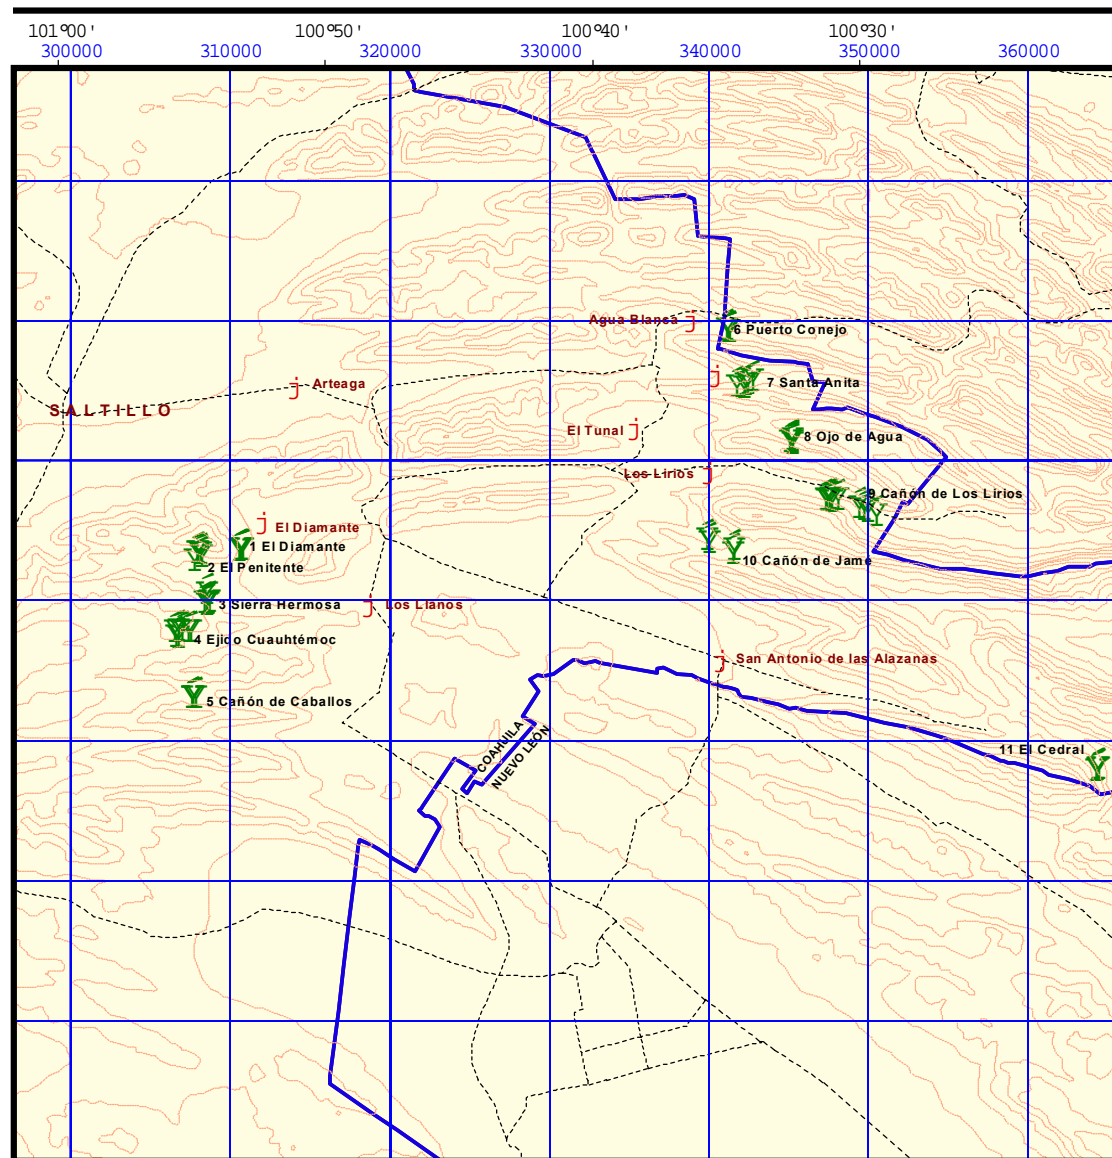 101°00' 100°50' 100°40' 100°30'
300000 310000 320000 330000 340000 350000 360000
Agua Blanca
6 Puerto Conejo
Arteaga
7 Santa Anita
SALTILLO
El Tunal
8 Ojo de Agua
Los Lirios
9 Cañón de Los Lirios
El Diamante
1 El Diamante
2 El Penitente
10 Cañón de Jame
3 Sierra Hermosa
Los Llanos
4 Ejido Cuauhtémoc
San Antonio de las Alazanas
5 Cañón de Caballos
COAHUILA
NUEVO LEÓN
11 El Cedral